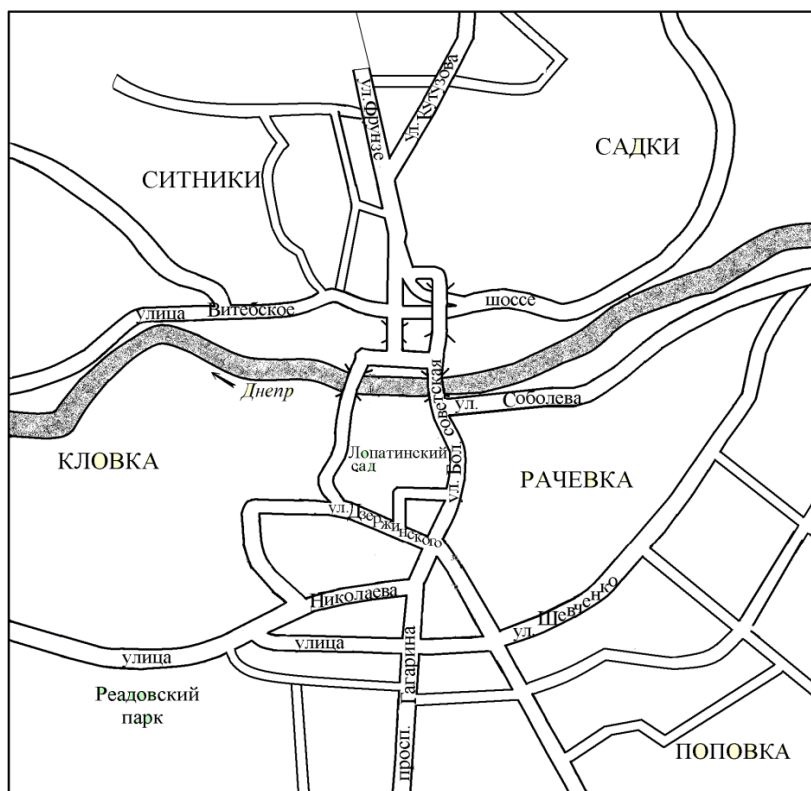 ул. Фрунзе
ул. Кутузова
САДКИ
СИТНИКИ
улица Витебское шоссе
Днепр
ул. Соболева
ул. Бол. советская
Лопатинский
сад
КЛОВКА
РАЧЕВКА
ул. Дзержинского
Николаева
ул. Шевченко
улица
улица
просп. Гагарина
Реадовский
парк
ПОПОВКА